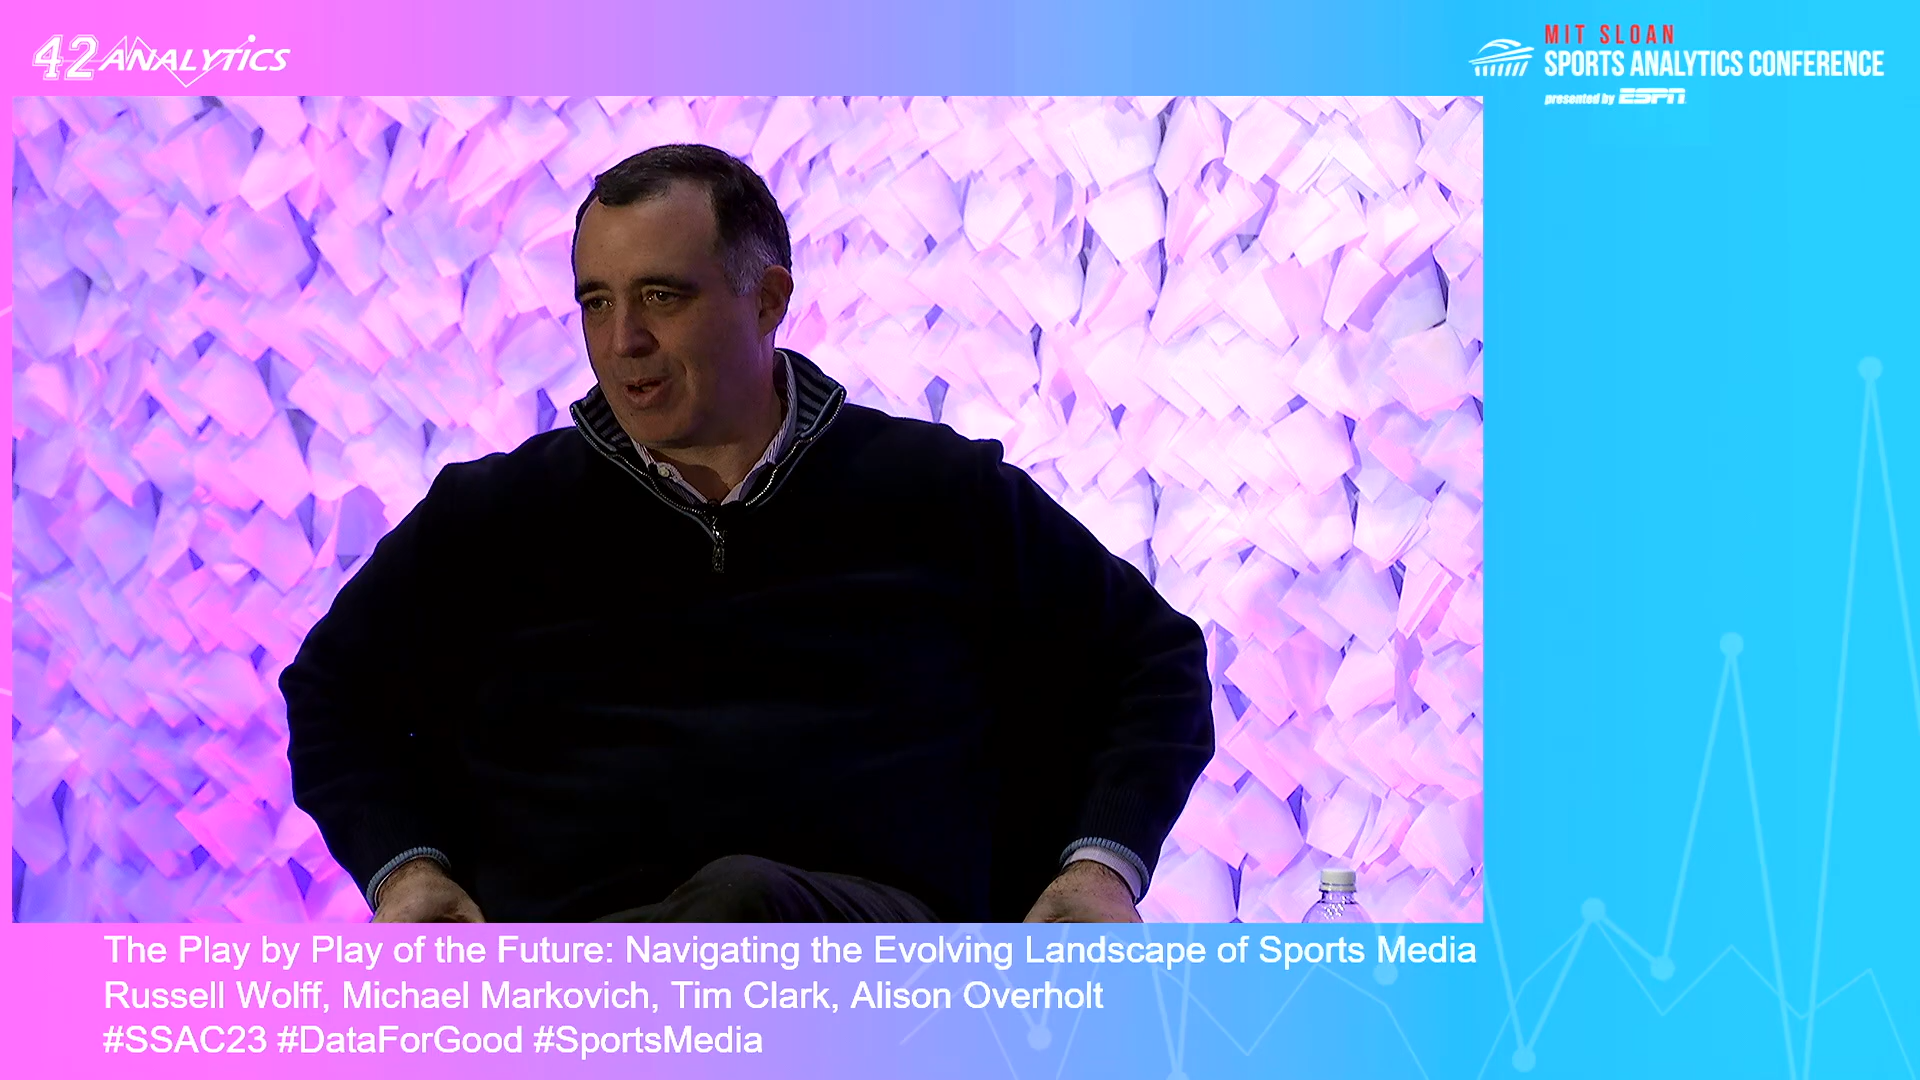 42 ANALYTICS
MIT SLOAN
SPORTS ANALYTICS CONFERENCE
presented by ESPN
The Play by Play of the Future: Navigating the Evolving Landscape of Sports Media
Russell Wolff, Michael Markovich, Tim Clark, Alison Overholt
#SSAC23 #DataForGood #SportsMedia